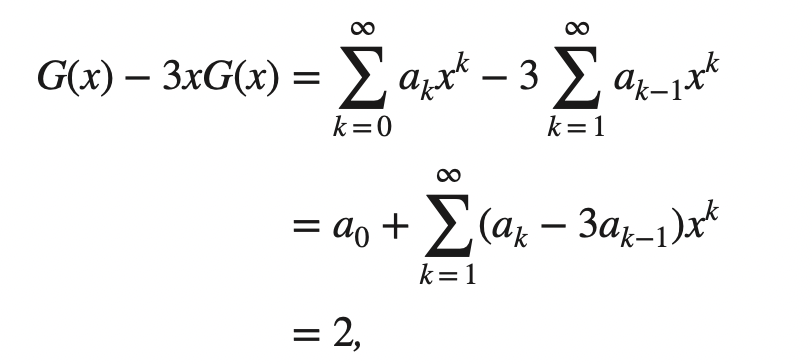 G(x) − 3xG(x) = ∑_{k=0}^{∞} a_k x^k − 3 ∑_{k=1}^{∞} a_{k−1} x^k
= a_0 + ∑_{k=1}^{∞} (a_k − 3a_{k−1})x^k
= 2,